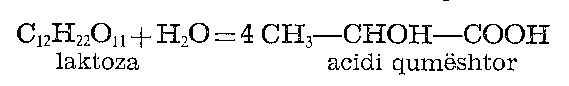 C₁₂H₂₂O₁₁+H₂O=4 CH₃—CHOH—COOH
laktoza acidi qumështor